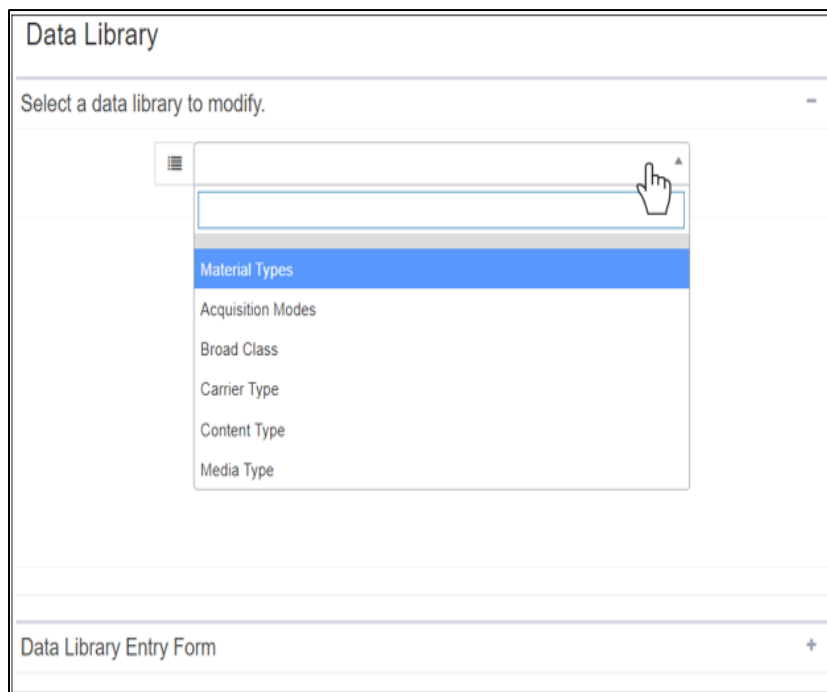 Data Library
Select a data library to modify.
Material Types
Acquisition Modes
Broad Class
Carrier Type
Content Type
Media Type
Data Library Entry Form